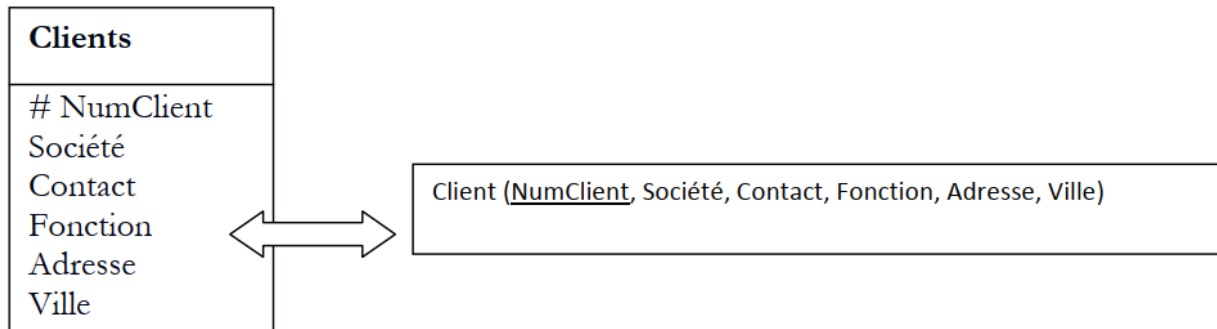 Clients
# NumClient
Société
Contact
Fonction
Adresse
Ville
Client (NumClient, Société, Contact, Fonction, Adresse, Ville)